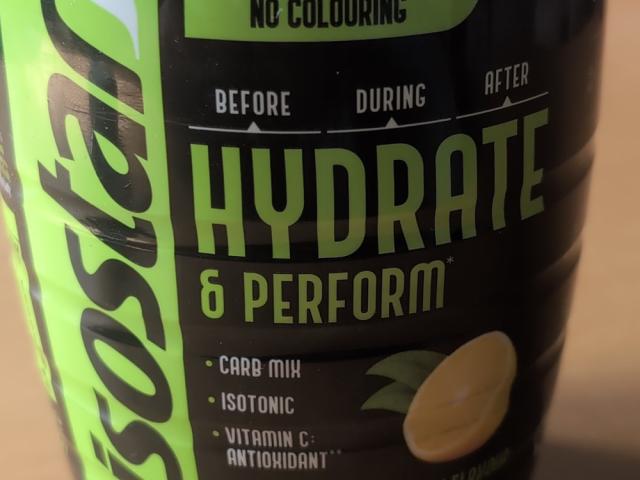 NO COLOURING
isostar
BEFORE DURING AFTER
HYDRATE
& PERFORM*
• CARB MIX
• ISOTONIC
• VITAMIN C:
ANTIOXIDANT**